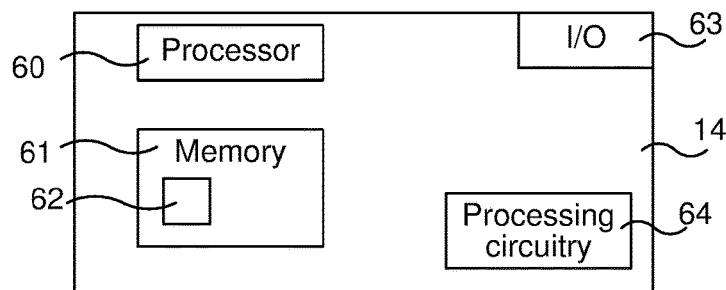 Processor
I/O
63
60
61
Memory
14
62
Processing
circuitry
64